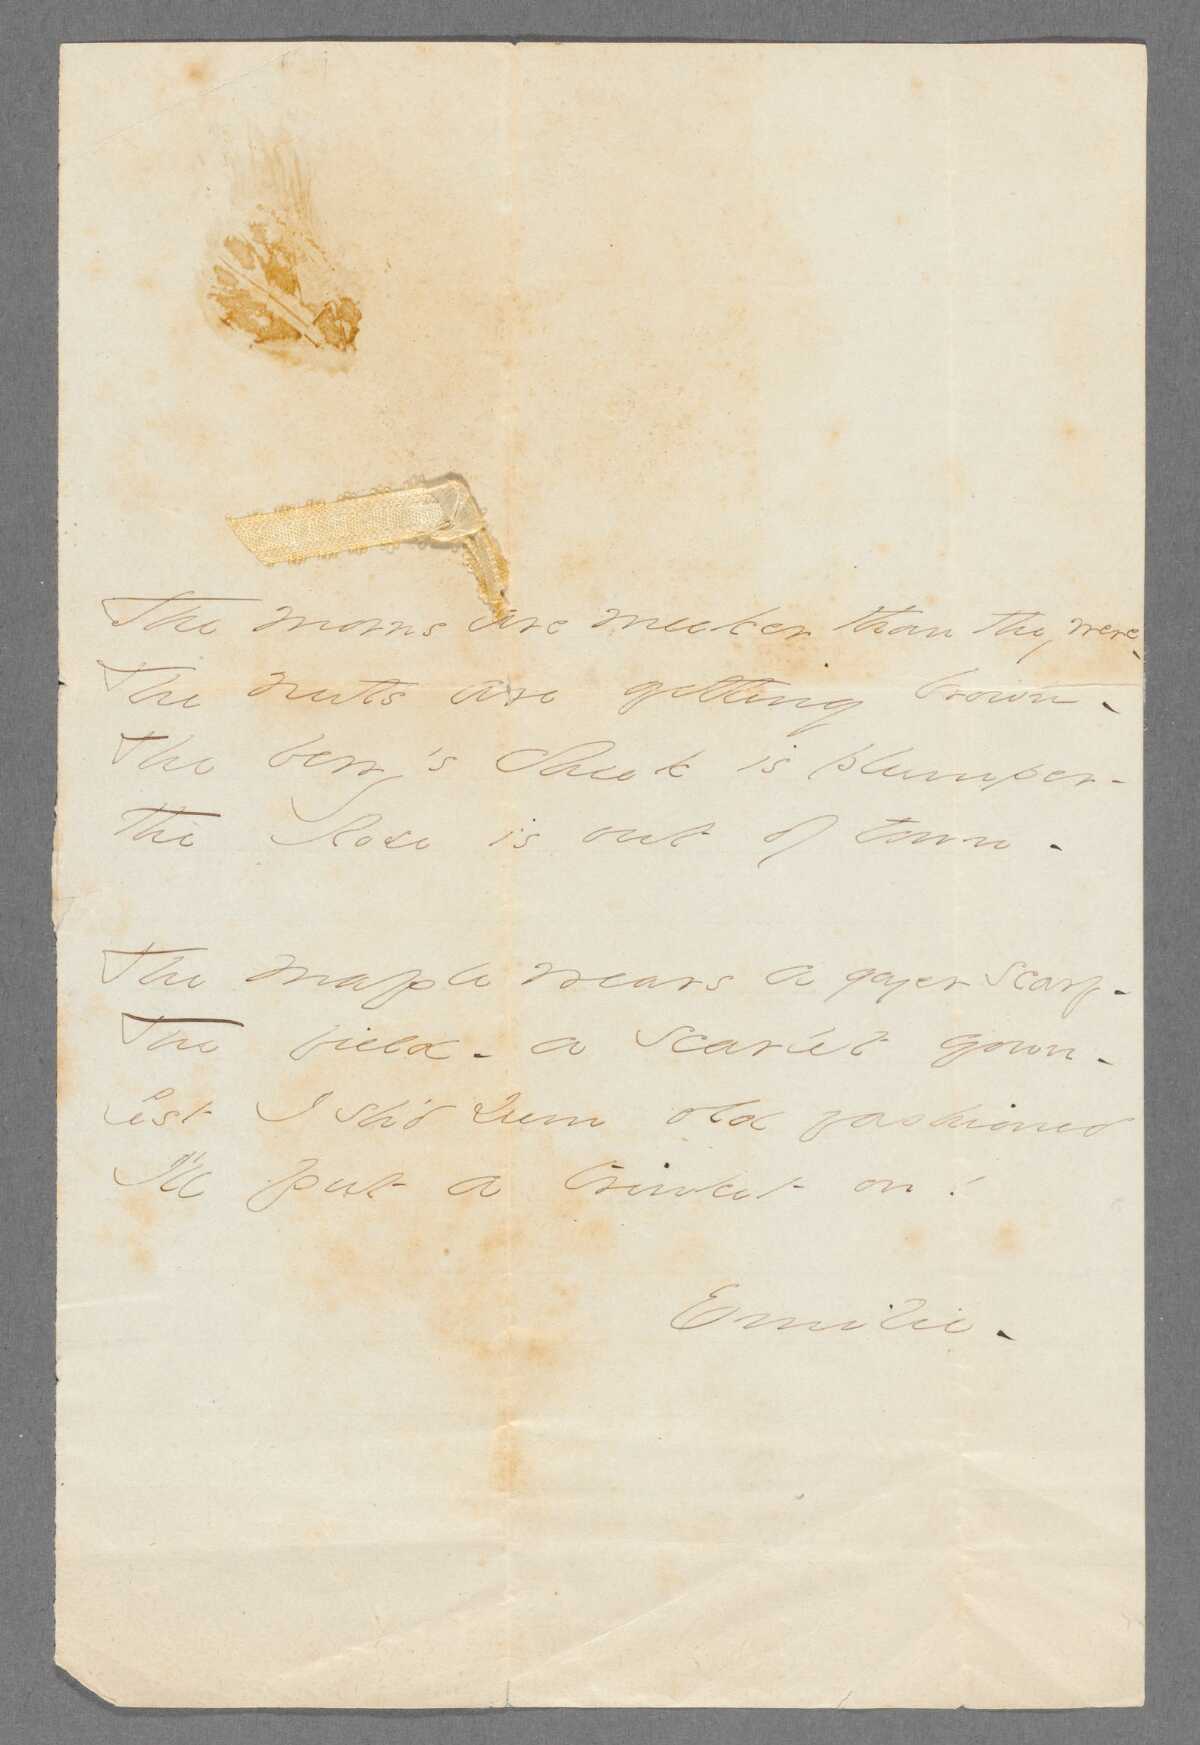 The morns are meeker than they were -
The nuts are getting brown -
The berry's cheek is plumper -
The Rose is out of town -
The maple wears a gayer scarf -
The field - a scarlet gown -
Lest I sh'd seem old fashioned
I'll put a trinket on!
Emilie -